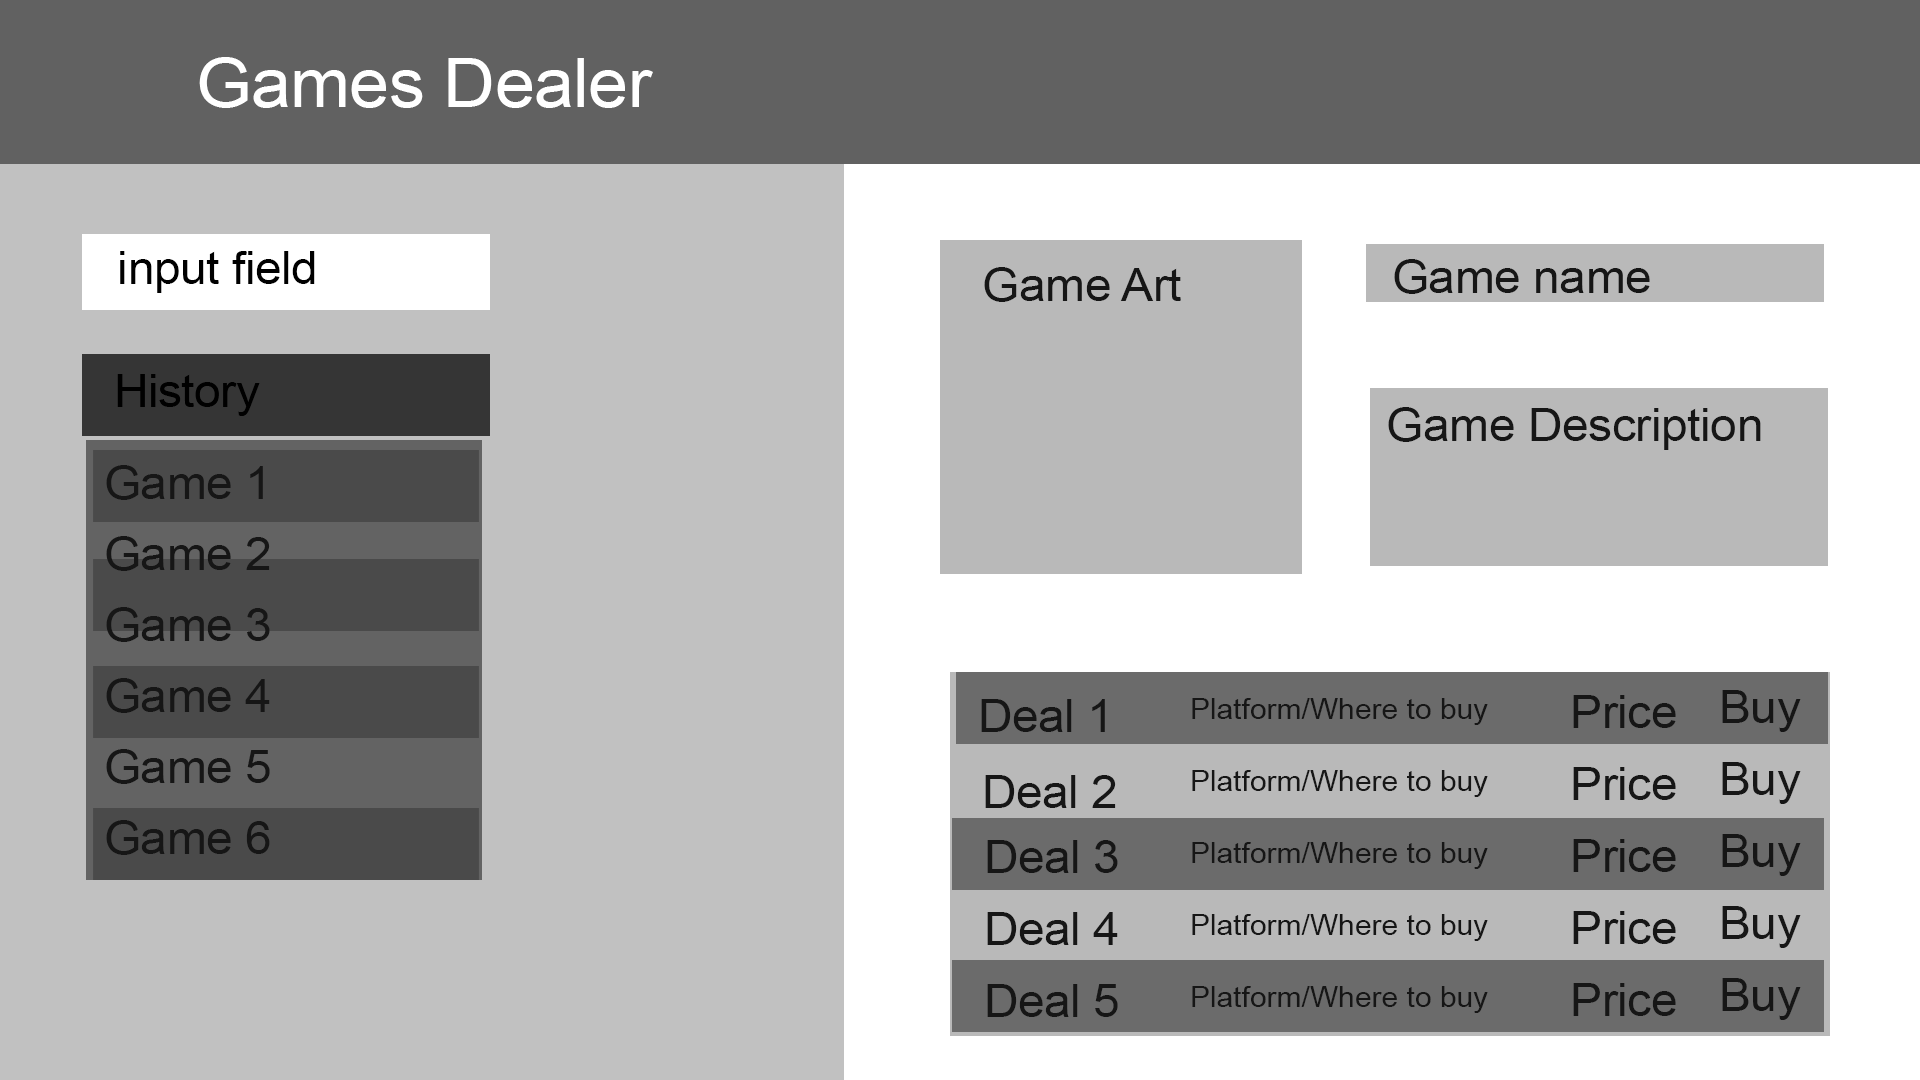 Games Dealer
input field
History
Game 1
Game 2
Game 3
Game 4
Game 5
Game 6
Game Art
Game name
Game Description
Deal 1 Platform/Where to buy Price Buy
Deal 2 Platform/Where to buy Price Buy
Deal 3 Platform/Where to buy Price Buy
Deal 4 Platform/Where to buy Price Buy
Deal 5 Platform/Where to buy Price Buy